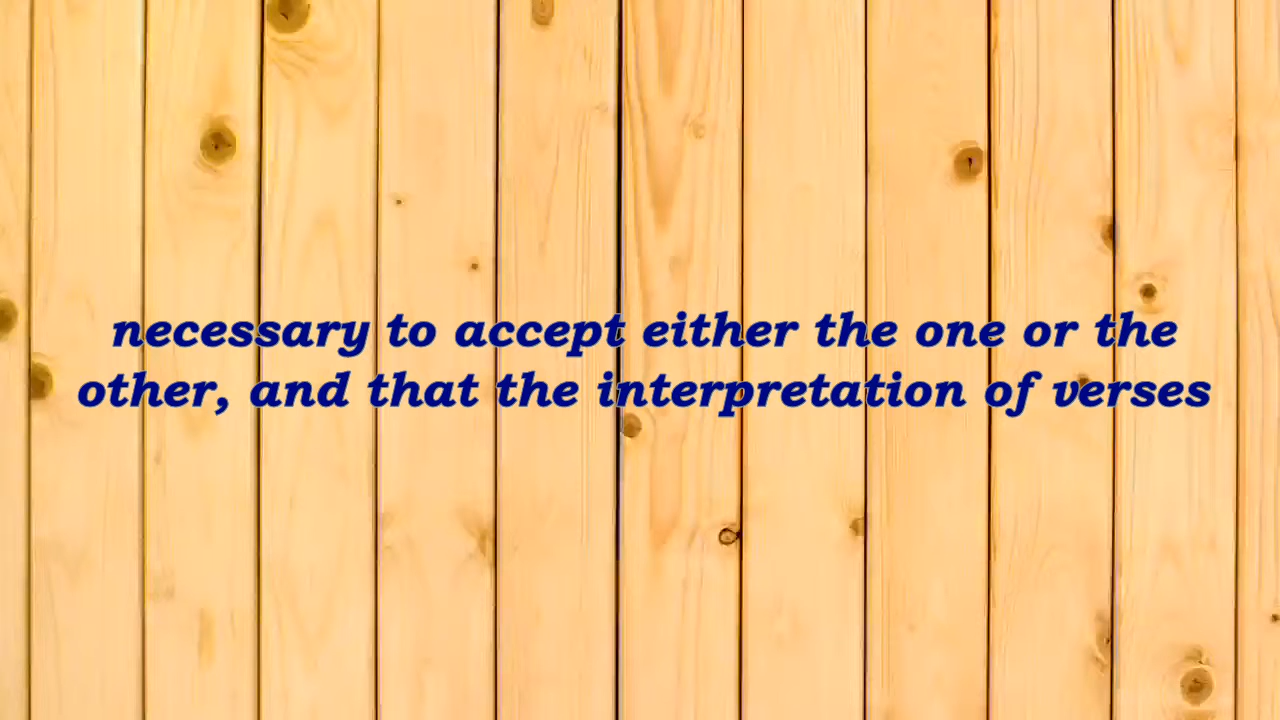 necessary to accept either the one or the
other, and that the interpretation of verses